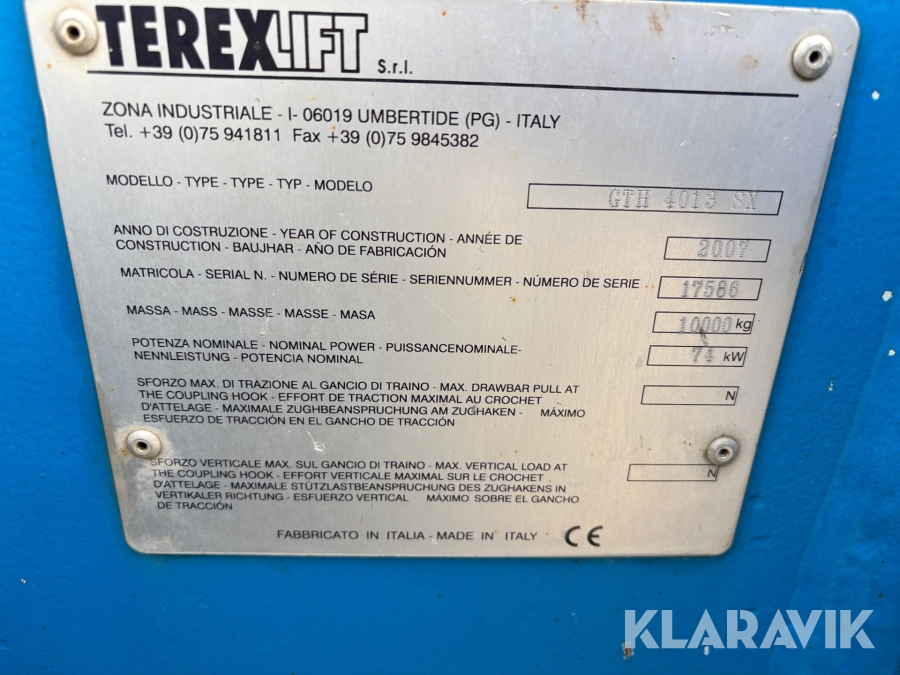 TEREXLIFT S.r.l.
ZONA INDUSTRIALE - I- 06019 UMBERTIDE (PG) - ITALY
Tel. +39 (0)75 941811 Fax +39 (0)75 9845382
MODELLO - TYPE - TYPE - TYP - MODELO
GTH 4013 SX
ANNO DI COSTRUZIONE - YEAR OF CONSTRUCTION - ANNÉE DE
CONSTRUCTION - BAUJHAR - AÑO DE FABRICACIÓN
2007
MATRICOLA - SERIAL N. - NUMERO DE SÉRIE - SERIENNUMMER - NÚMERO DE SERIE
17586
MASSA - MASS - MASSE - MASSE - MASA
10000 kg
POTENZA NOMINALE - NOMINAL POWER - PUISSANCENOMINALE-
NENNLEISTUNG - POTENCIA NOMINAL
74 kW
SFORZO MAX. DI TRAZIONE AL GANCIO DI TRAINO - MAX. DRAWBAR PULL AT
THE COUPLING HOOK - EFFORT DE TRACTION MAXIMAL AU CROCHET
D'ATTELAGE - MAXIMALE ZUGHBEANSPRUCHUNG AM ZUGHAKEN - MÁXIMO
ESFUERZO DE TRACCIÓN EN EL GANCHO DE TRACCIÓN
N
SFORZO VERTICALE MAX. SUL GANCIO DI TRAINO - MAX. VERTICAL LOAD AT
THE COUPLING HOOK - EFFORT VERTICALE MAXIMAL SUR LE CROCHET
D'ATTELAGE - MAXIMALE STÜTZLASTBEANSPRUCHUNG DES ZUGHAKENS IN
VERTIKALER RICHTUNG - ESFUERZO VERTICAL MÁXIMO SOBRE EL GANCHO
DE TRACCIÓN
N
FABBRICATO IN ITALIA - MADE IN ITALY CE
KLARAVIK